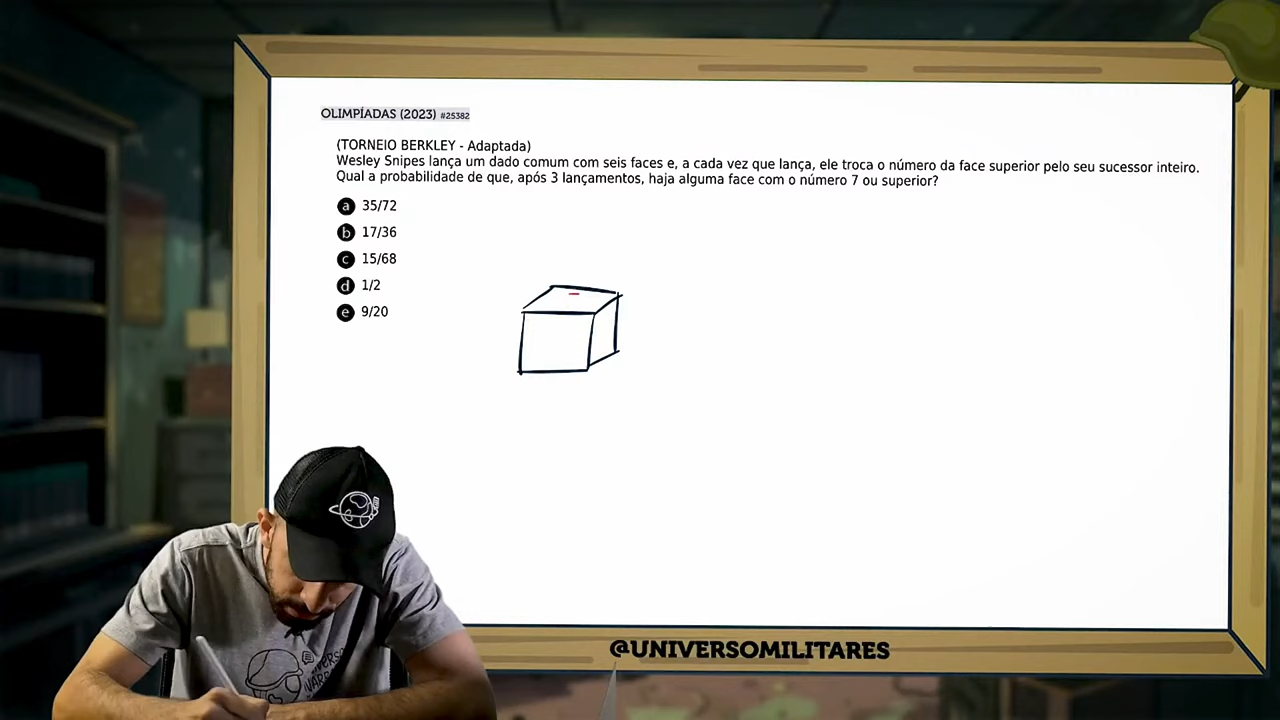 OLIMPÍADAS (2023) #25382
(TORNEIO BERKLEY - Adaptada)
Wesley Snipes lança um dado comum com seis faces e, a cada vez que lança, ele troca o número da face superior pelo seu sucessor inteiro.
Qual a probabilidade de que, após 3 lançamentos, haja alguma face com o número 7 ou superior?
a 35/72
b 17/36
c 15/68
d 1/2
e 9/20
@UNIVERSOMILITARES